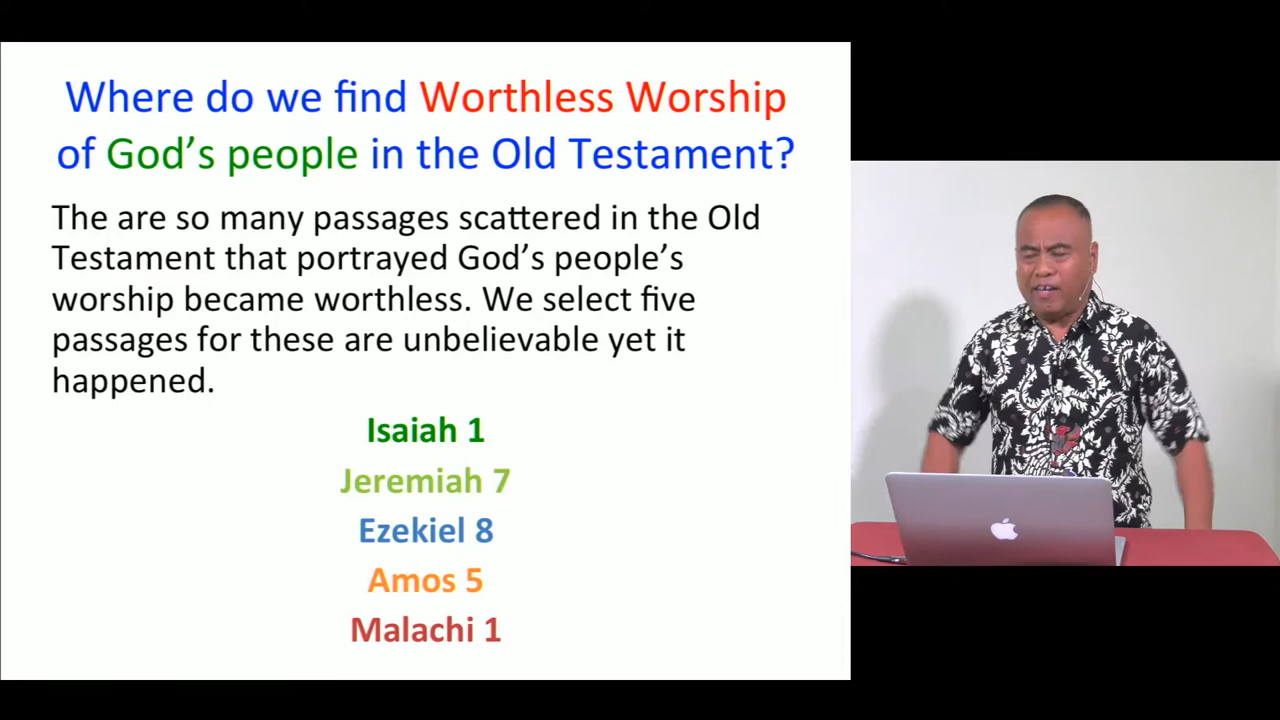 Where do we find Worthless Worship
of God’s people in the Old Testament?
The are so many passages scattered in the Old
Testament that portrayed God’s people’s
worship became worthless. We select five
passages for these are unbelievable yet it
happened.
Isaiah 1
Jeremiah 7
Ezekiel 8
Amos 5
Malachi 1